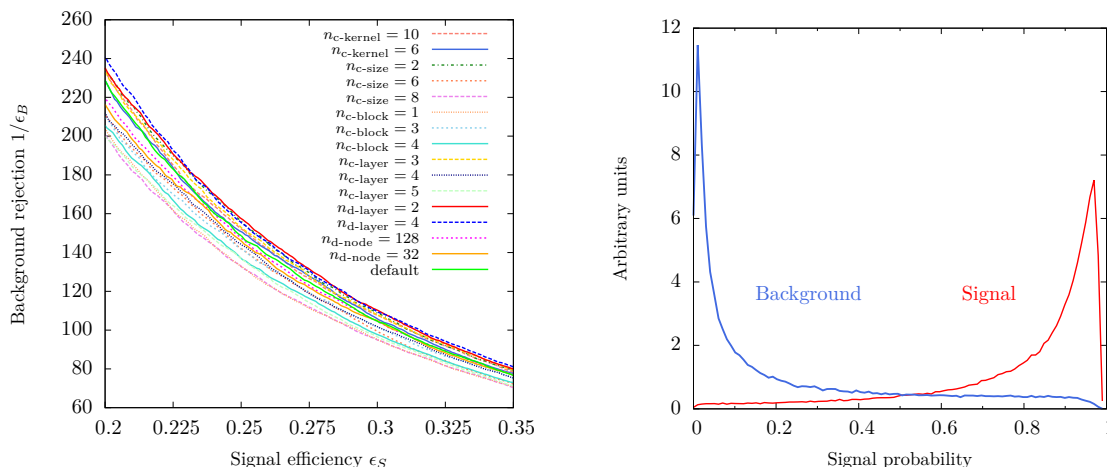 260
240
220
200
180
160
140
120
100
80
60
0.2
0.225
0.25
0.275
0.3
0.325
0.35
Background rejection 1/ϵ_B
Signal efficiency ϵ_S
n_c-kernel = 10
n_c-kernel = 6
n_c-size = 2
n_c-size = 6
n_c-size = 8
n_c-block = 1
n_c-block = 3
n_c-block = 4
n_c-layer = 3
n_c-layer = 4
n_c-layer = 5
n_d-layer = 2
n_d-layer = 4
n_d-node = 128
n_d-node = 32
default
12
10
8
6
4
2
0
0
0.2
0.4
0.6
0.8
Arbitrary units
Signal probability
Background
Signal